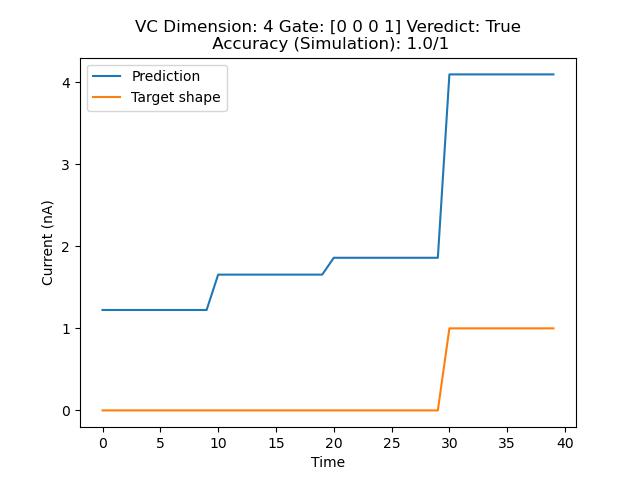 VC Dimension: 4 Gate: [0 0 0 1] Veredict: True
Accuracy (Simulation): 1.0/1
Prediction
Target shape
4
3
2
1
0
Current (nA)
0 5 10 15 20 25 30 35 40
Time